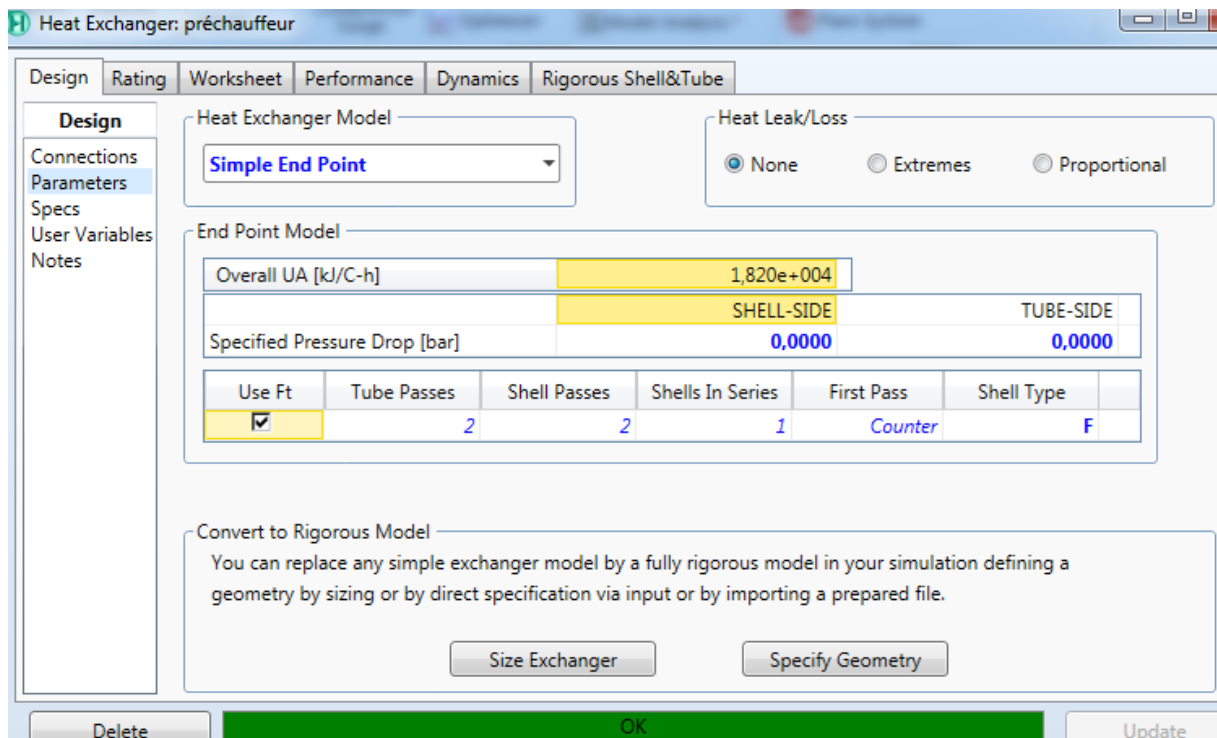 Heat Exchanger: préchauffeur
Design Rating Worksheet Performance Dynamics Rigorous Shell&Tube
Design
Connections
Parameters
Specs
User Variables
Notes
Heat Exchanger Model
Simple End Point
Heat Leak/Loss
None Extremes Proportional
End Point Model
Overall UA [kJ/C-h] 1,820e+004
SHELL-SIDE TUBE-SIDE
Specified Pressure Drop [bar] 0,0000 0,0000
Use Ft Tube Passes Shell Passes Shells In Series First Pass Shell Type
2 2 1 Counter F
Convert to Rigorous Model
You can replace any simple exchanger model by a fully rigorous model in your simulation defining a
geometry by sizing or by direct specification via input or by importing a prepared file.
Size Exchanger Specify Geometry
Delete OK Update